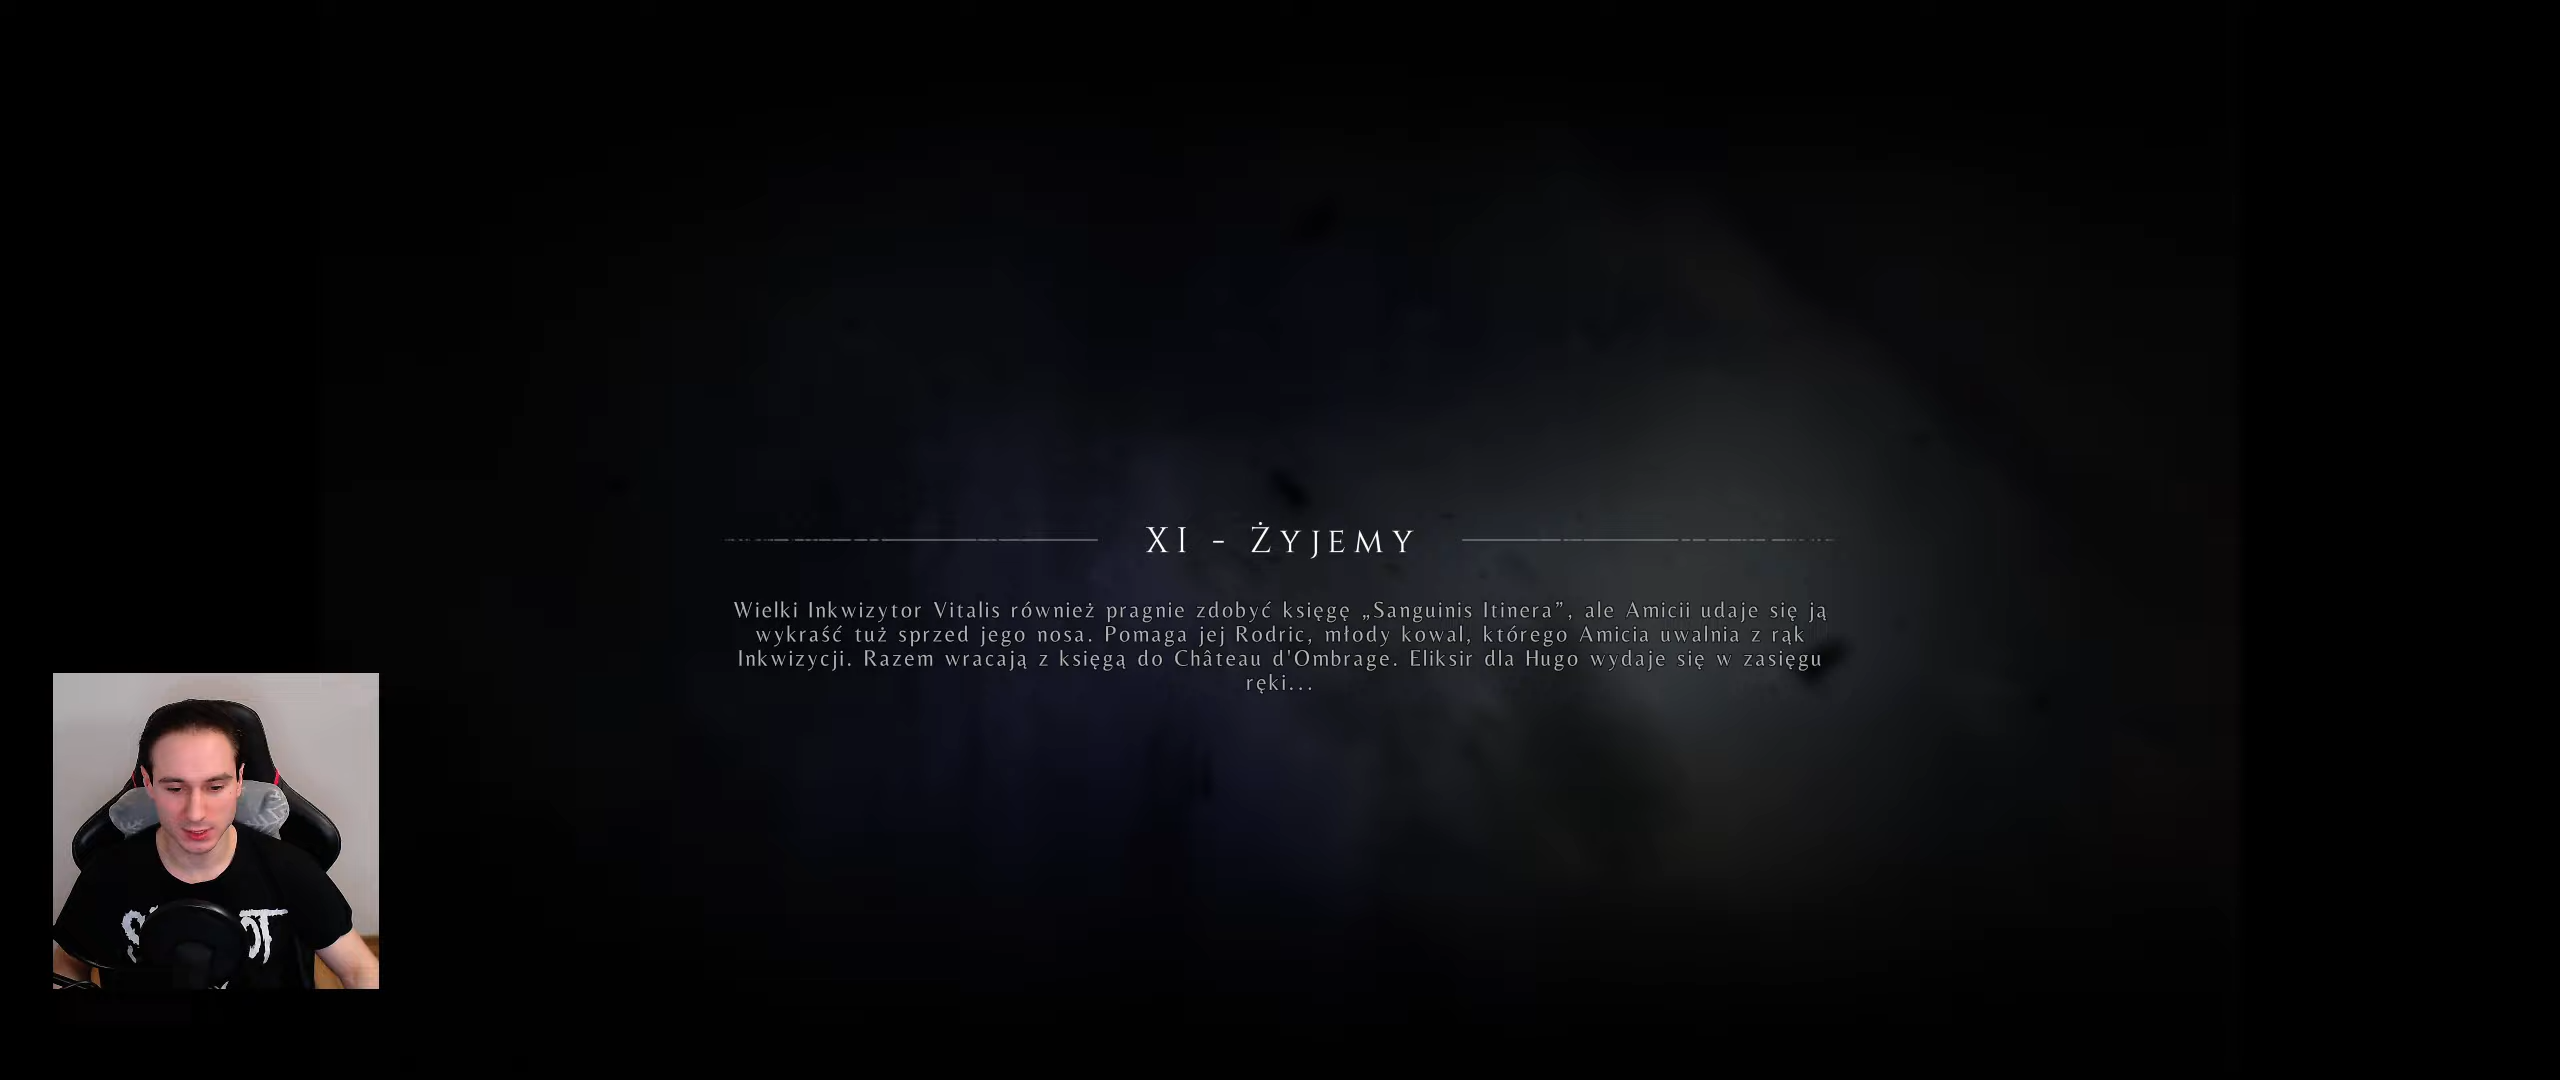 XI - Żyjemy
Wielki Inkwizytor Vitalis również pragnie zdobyć księgę „Sanguinis Itinera”, ale Amicii udaje się ją
wykraść tuż sprzed jego nosa. Pomaga jej Rodric, młody kowal, którego Amicia uwalnia z rąk
Inkwizycji. Razem wracają z księgą do Château d'Ombrage. Eliksir dla Hugo wydaje się w zasięgu
ręki...